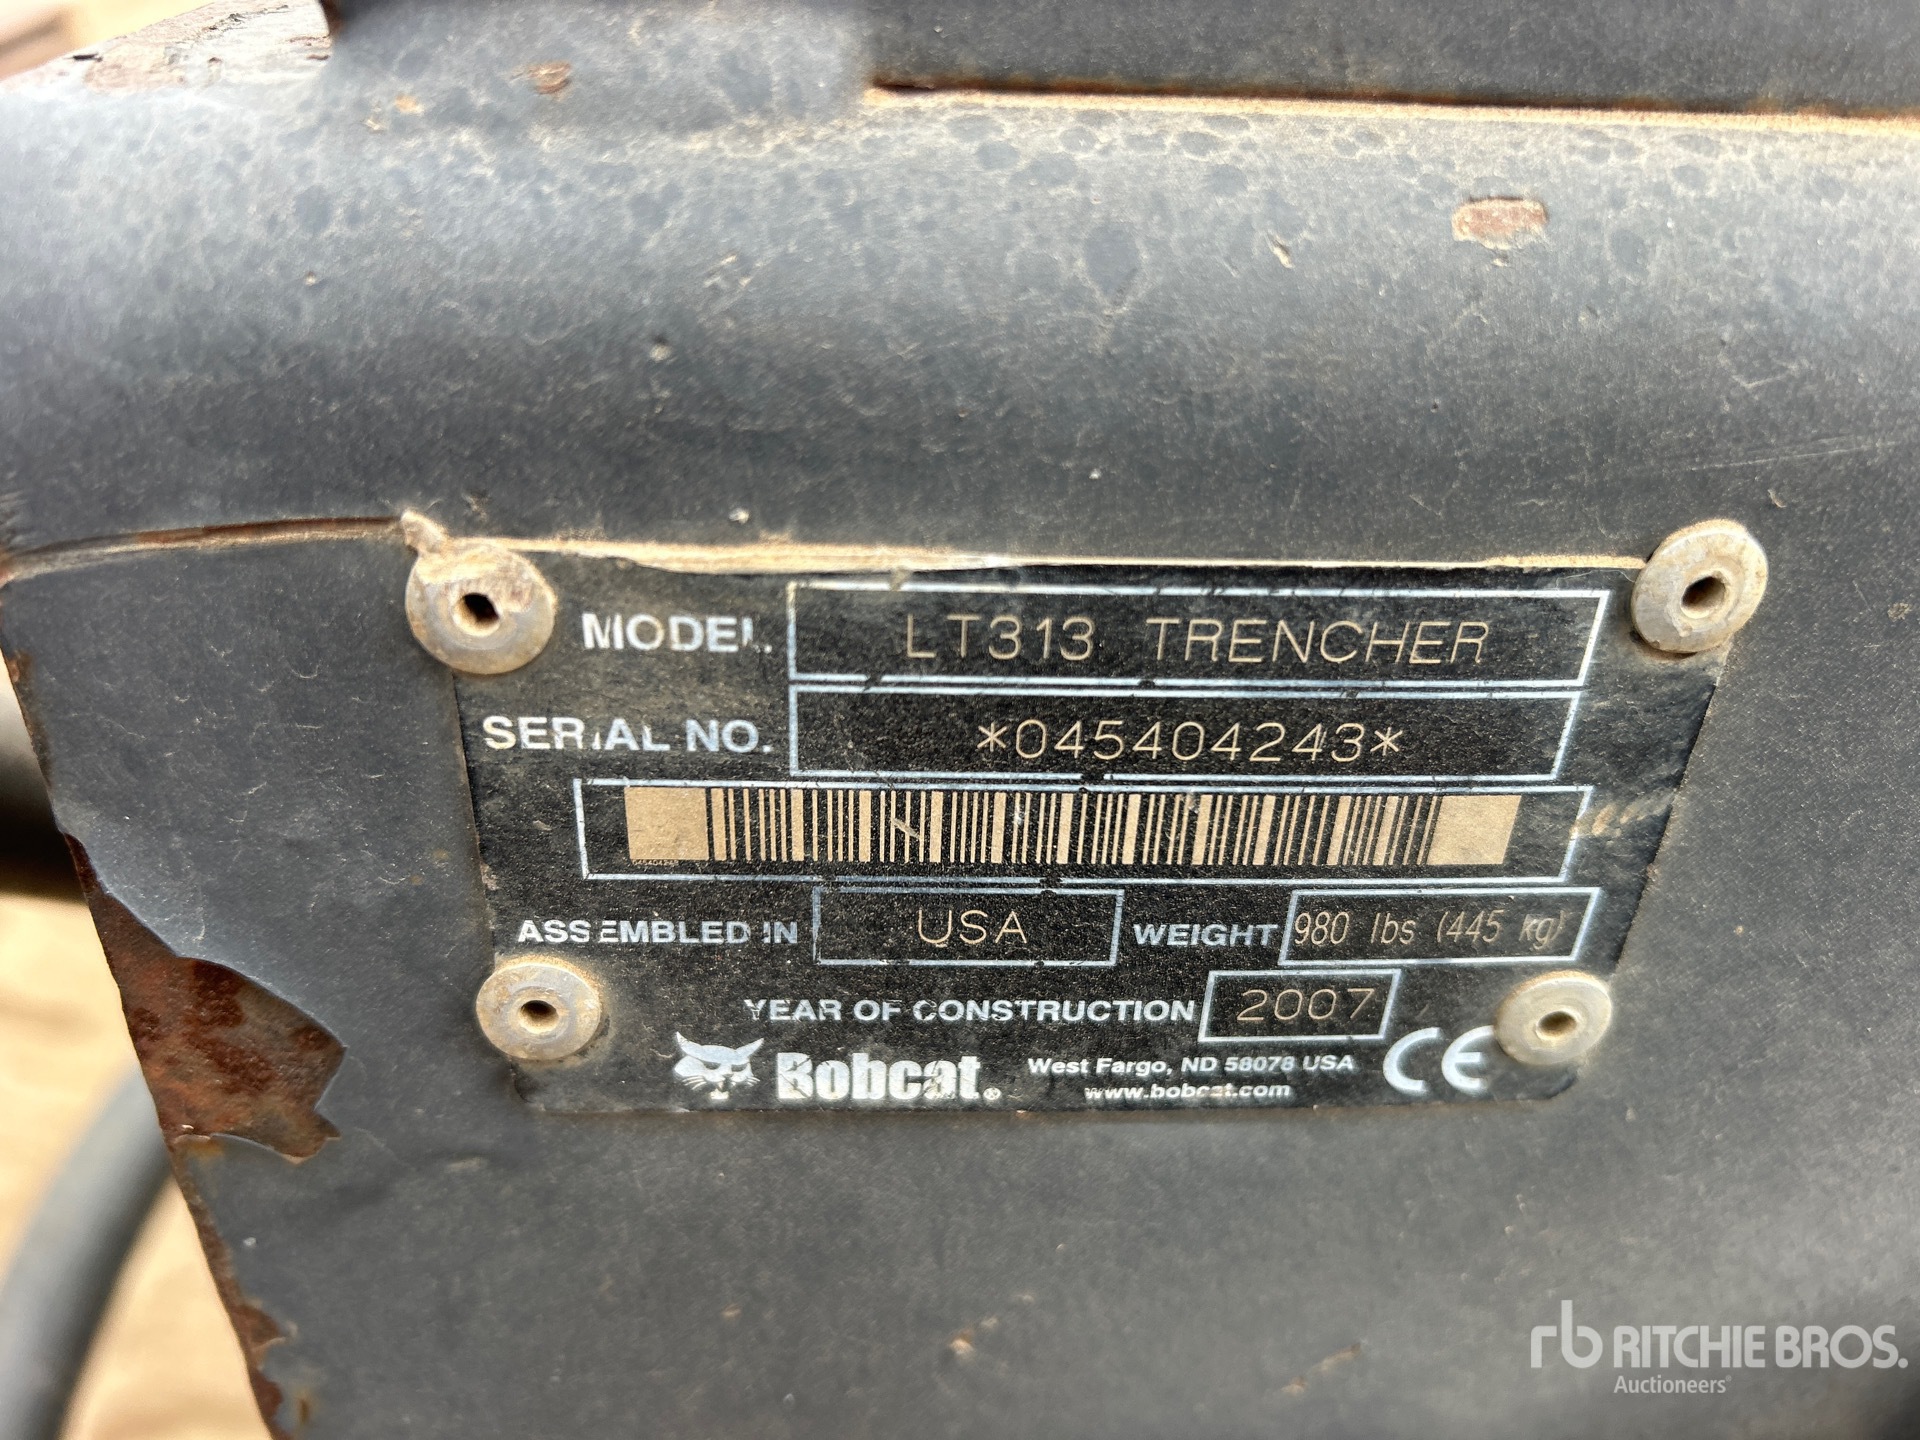 MODEL LT313 TRENCHER
SERIAL NO. *045404243*
ASSEMBLED IN USA WEIGHT 980 lbs (445 kg)
YEAR OF CONSTRUCTION 2007
Bobcat® West Fargo, ND 58078 USA CE
www.bobcat.com
rb RITCHIE BROS.
Auctioneers